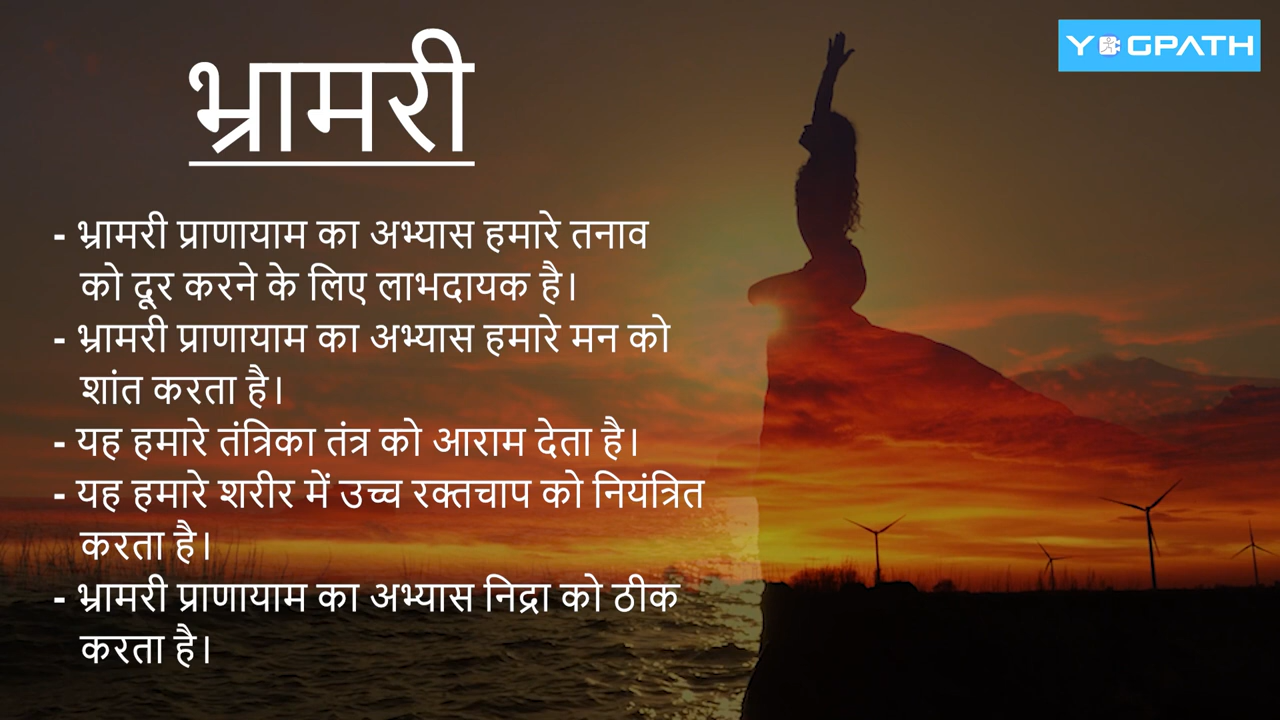 भ्रामरी
YOGPATH
- भ्रामरी प्राणायाम का अभ्यास हमारे तनाव
को दूर करने के लिए लाभदायक है।
- भ्रामरी प्राणायाम का अभ्यास हमारे मन को
शांत करता है।
- यह हमारे तंत्रिका तंत्र को आराम देता है।
- यह हमारे शरीर में उच्च रक्तचाप को नियंत्रित
करता है।
- भ्रामरी प्राणायाम का अभ्यास निद्रा को ठीक
करता है।